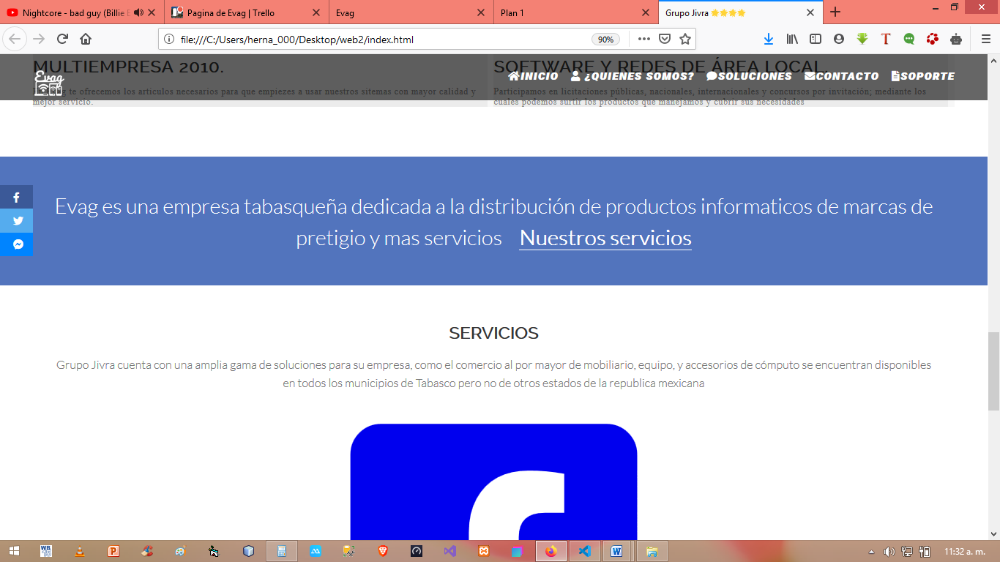 Nightcore - bad guy (Billie E
Pagina de Evag | Trello
Evag
Plan 1
Grupo Jivra
file:///C:/Users/herna_000/Desktop/web2/index.html
90%
MULTIEMPRESA 2010.
SOFTWARE Y REDES DE ÁREA LOCAL.
Evag
INICIO
¿QUIENES SOMOS?
SOLUCIONES
CONTACTO
SOPORTE
te ofrecemos los articulos necesarios para que empiezes a usar nuestros sitemas con mayor calidad y
mejor servicio.
Participamos en licitaciones públicas, nacionales, internacionales y concursos por invitación; mediante los
cuales podemos surtir los productos que manejamos y cubrir sus necesidades
Evag es una empresa tabasqueña dedicada a la distribución de productos informaticos de marcas de
pretigio y mas servicios Nuestros servicios
SERVICIOS
Grupo Jivra cuenta con una amplia gama de soluciones para su empresa, como el comercio al por mayor de mobiliario, equipo, y accesorios de cómputo se encuentran disponibles
en todos los municipios de Tabasco pero no de otros estados de la republica mexicana
11:32 a. m.